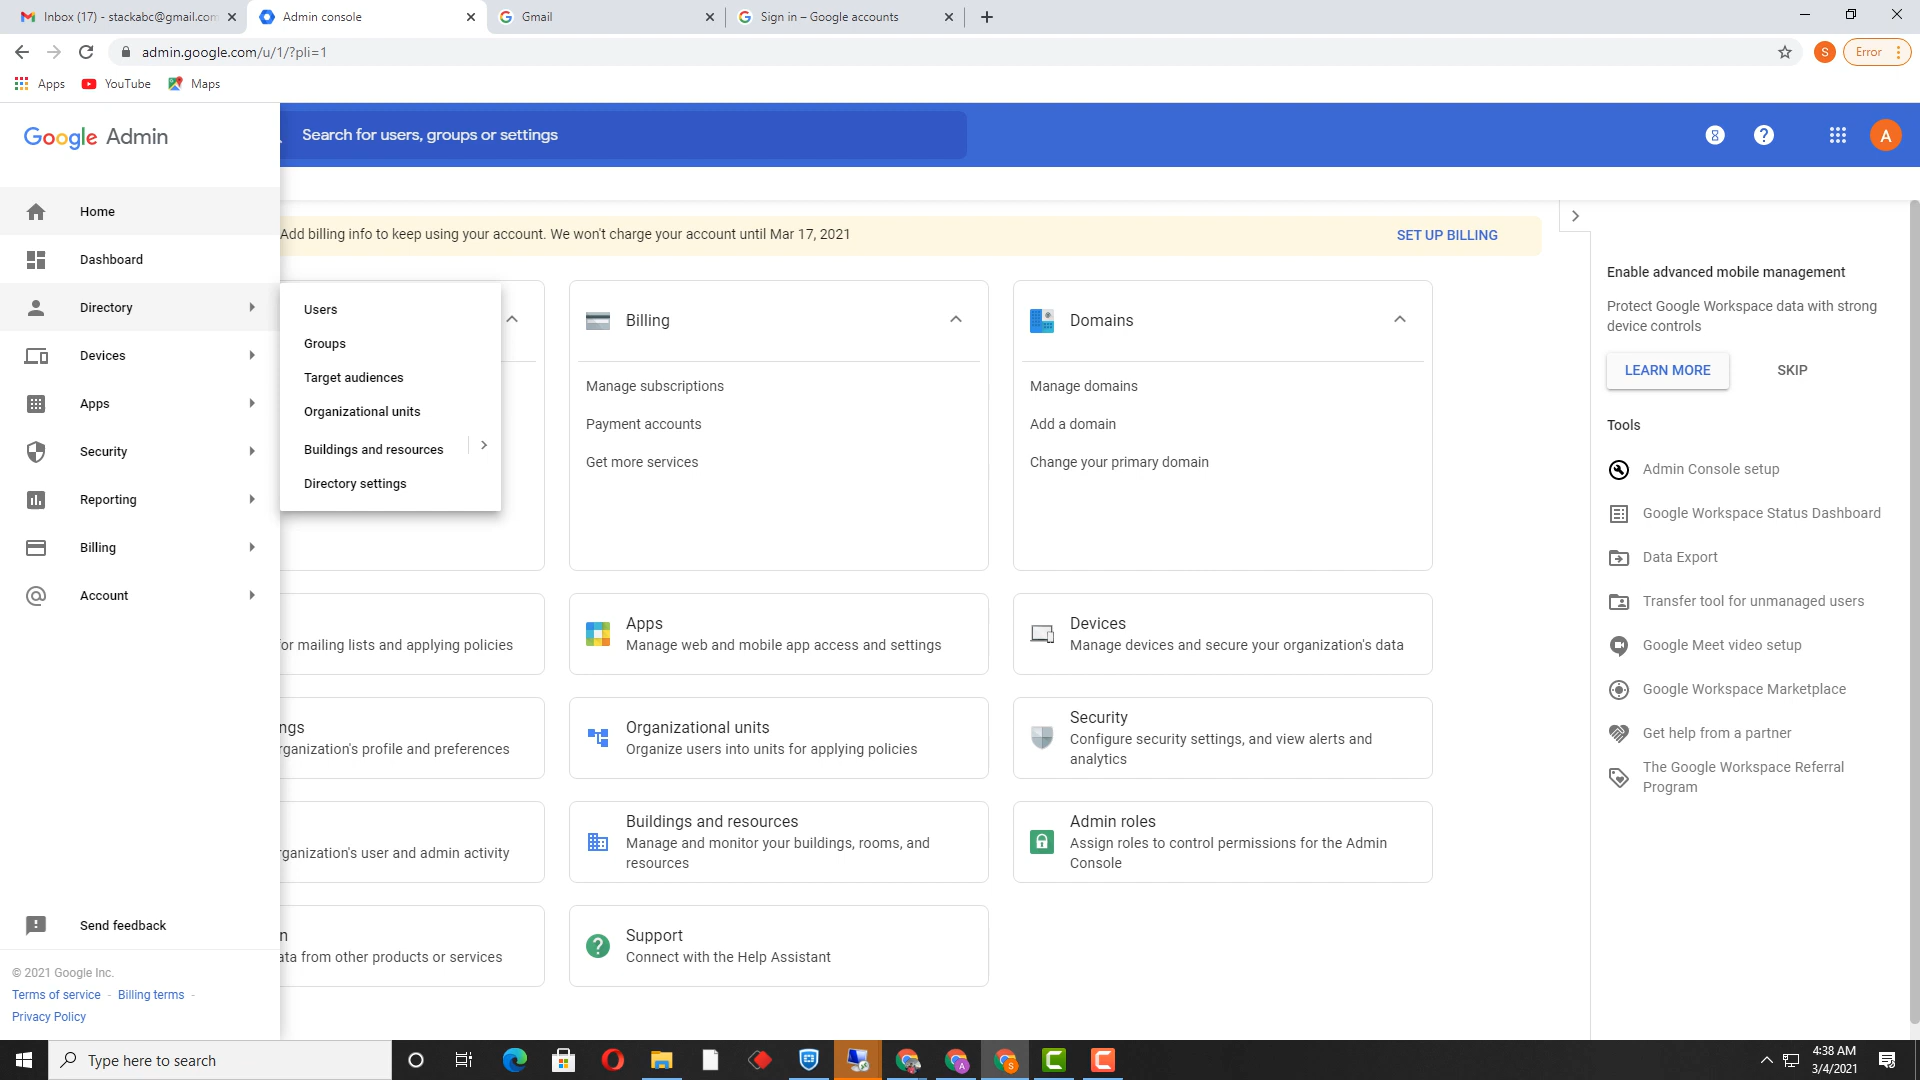 Inbox (17) - stackabc@gmail.com
Admin console
Gmail
Sign in – Google accounts
admin.google.com/u/1/?pli=1
S
Error
Apps
YouTube
Maps
Google Admin
Search for users, groups or settings
A
Home
Dashboard
Directory
Devices
Apps
Security
Reporting
Billing
Account
Send feedback
© 2021 Google Inc.
Terms of service - Billing terms -
Privacy Policy
Users
Groups
Target audiences
Organizational units
Buildings and resources
Directory settings
Add billing info to keep using your account. We won't charge your account until Mar 17, 2021
SET UP BILLING
Billing
Manage subscriptions
Payment accounts
Get more services
Domains
Manage domains
Add a domain
Change your primary domain
or mailing lists and applying policies
Apps
Manage web and mobile app access and settings
Devices
Manage devices and secure your organization's data
ngs
rganization's profile and preferences
Organizational units
Organize users into units for applying policies
Security
Configure security settings, and view alerts and
analytics
rganization's user and admin activity
Buildings and resources
Manage and monitor your buildings, rooms, and
resources
Admin roles
Assign roles to control permissions for the Admin
Console
n
ata from other products or services
Support
Connect with the Help Assistant
Enable advanced mobile management
Protect Google Workspace data with strong
device controls
LEARN MORE
SKIP
Tools
Admin Console setup
Google Workspace Status Dashboard
Data Export
Transfer tool for unmanaged users
Google Meet video setup
Google Workspace Marketplace
Get help from a partner
The Google Workspace Referral
Program
Type here to search
4:38 AM
3/4/2021